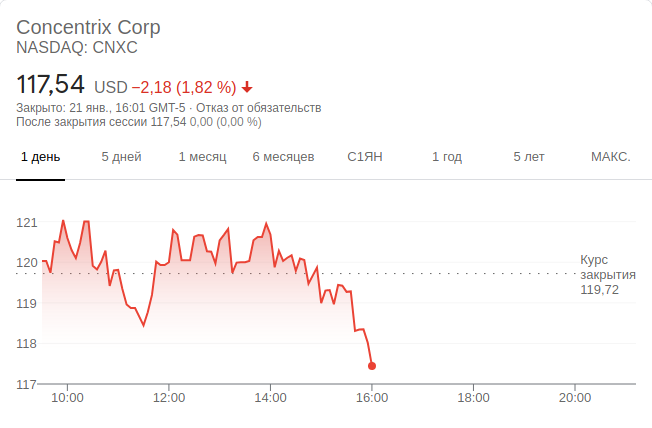 Concentrix Corp
NASDAQ: CNXC
117,54 USD −2,18 (1,82 %)
Закрыто: 21 янв., 16:01 GMT-5 · Отказ от обязательств
После закрытия сессии 117,54 0,00 (0,00 %)
1 день 5 дней 1 месяц 6 месяцев С1ЯН 1 год 5 лет МАКС.
121
120
119
118
117
Курс
закрытия
119,72
10:00 12:00 14:00 16:00 18:00 20:00